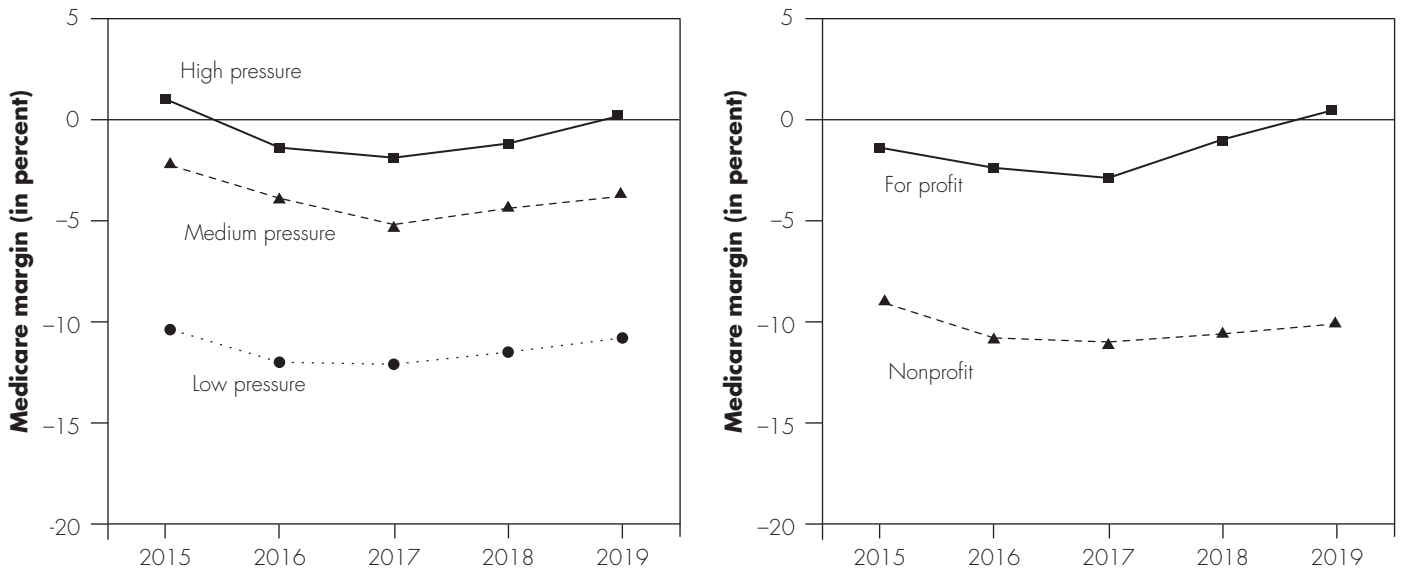 Medicare margin (in percent)
5
0
–5
–10
–15
-20
High pressure
Medium pressure
Low pressure
2015 2016 2017 2018 2019
Medicare margin (in percent)
5
0
–5
–10
–15
–20
For profit
Nonprofit
2015 2016 2017 2018 2019